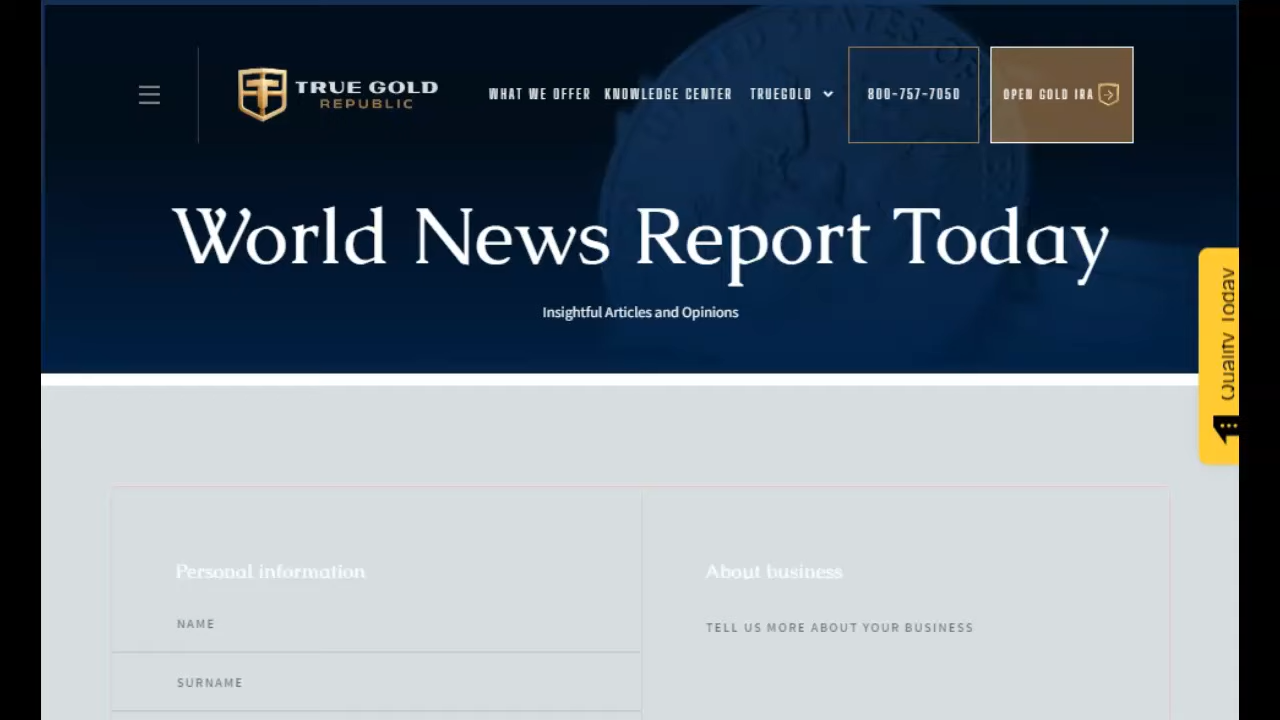 TRUE GOLD
REPUBLIC
WHAT WE OFFER
KNOWLEDGE CENTER
TRUEGOLD
800-757-7050
OPEN GOLD IRA
World News Report Today
Insightful Articles and Opinions
Qualify Today
Personal information
About business
NAME
TELL US MORE ABOUT YOUR BUSINESS
SURNAME